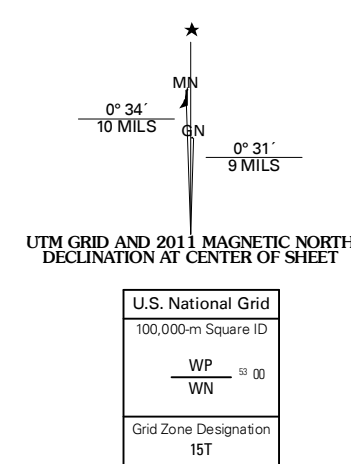 ★
MN
0° 34´
10 MILS
GN
0° 31´
9 MILS
UTM GRID AND 2011 MAGNETIC NORTH
DECLINATION AT CENTER OF SHEET
U.S. National Grid
100,000-m Square ID
WP
53 00
WN
Grid Zone Designation
15T